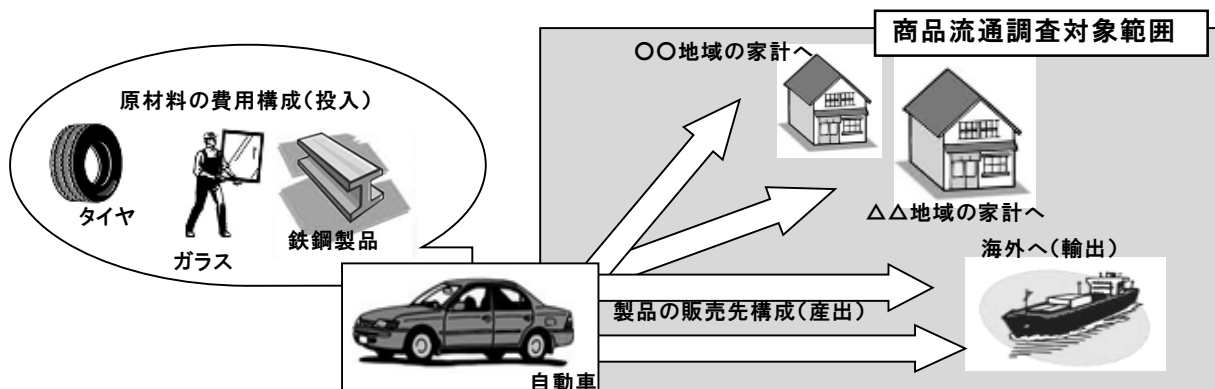 商品流通調査対象範囲
〇〇地域の家計へ
原材料の費用構成(投入)
タイヤ
ガラス
鉄鋼製品
△△地域の家計へ
海外へ(輸出)
製品の販売先構成(産出)
自動車